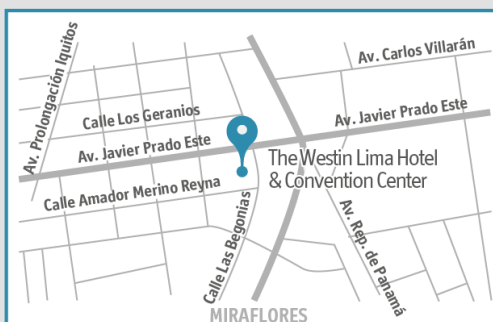 Av. Carlos Villarán
Av. Prolongación Iquitos
Calle Los Geranios
Av. Javier Prado Este
Av. Javier Prado Este
The Westin Lima Hotel
& Convention Center
Calle Amador Merino Reyna
Calle Las Begonias
Av. Rep. de Panamá
MIRAFLORES